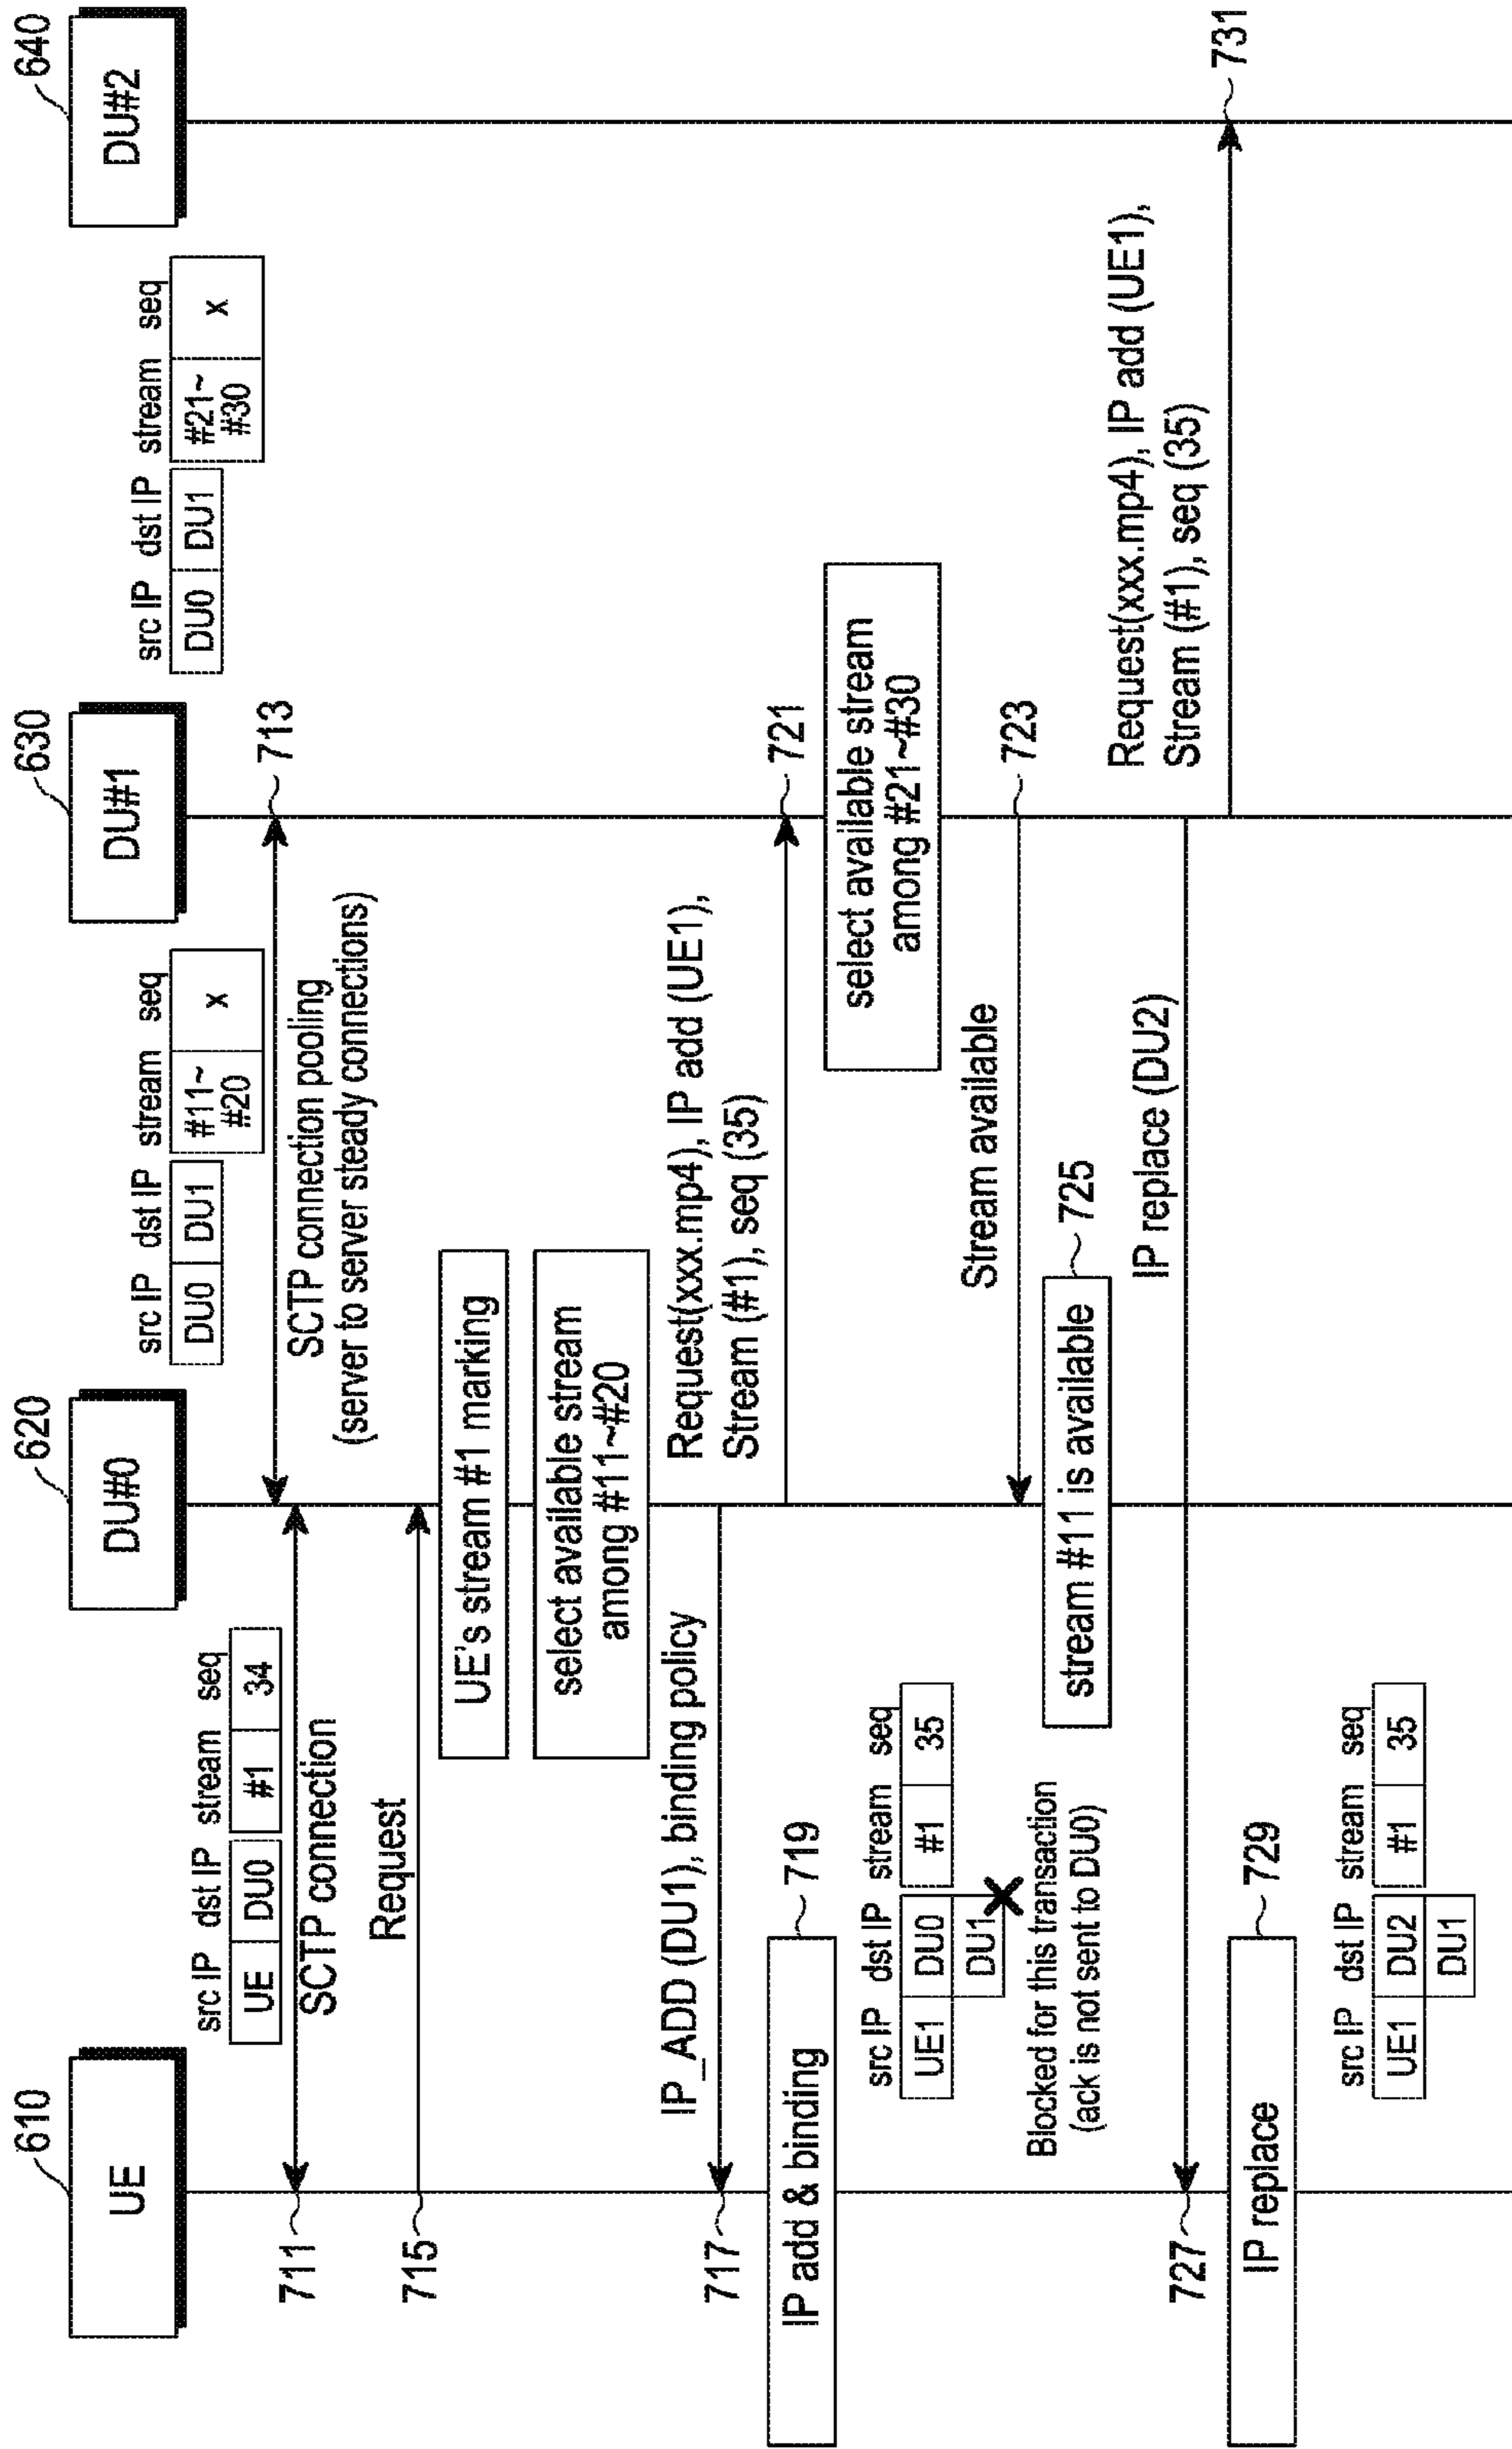 610
UE
620
DU#0
630
DU#1
640
DU#2
src IP dst IP stream seq
UE DU0 #1 34
src IP dst IP stream seq
DU0 DU1 #11~ x
#20
src IP dst IP stream seq
DU0 DU1 #21~ x
#30
711
SCTP connection
713
SCTP connection pooling
(server to server steady connections)
715
Request
UE's stream #1 marking
select available stream
among #11~#20
717
IP_ADD (DU1), binding policy
Request(xxx.mp4), IP add (UE1),
Stream (#1), seq (35)
721
IP add & binding
719
select available stream
among #21~#30
src IP dst IP stream seq
UE1 DU0 #1 35
DU1
Blocked for this transaction
(ack is not sent to DU0)
Stream available
723
stream #11 is available
725
727
IP replace (DU2)
Request(xxx.mp4), IP add (UE1),
Stream (#1), seq (35)
731
IP replace
729
src IP dst IP stream seq
UE1 DU2 #1 35
DU1